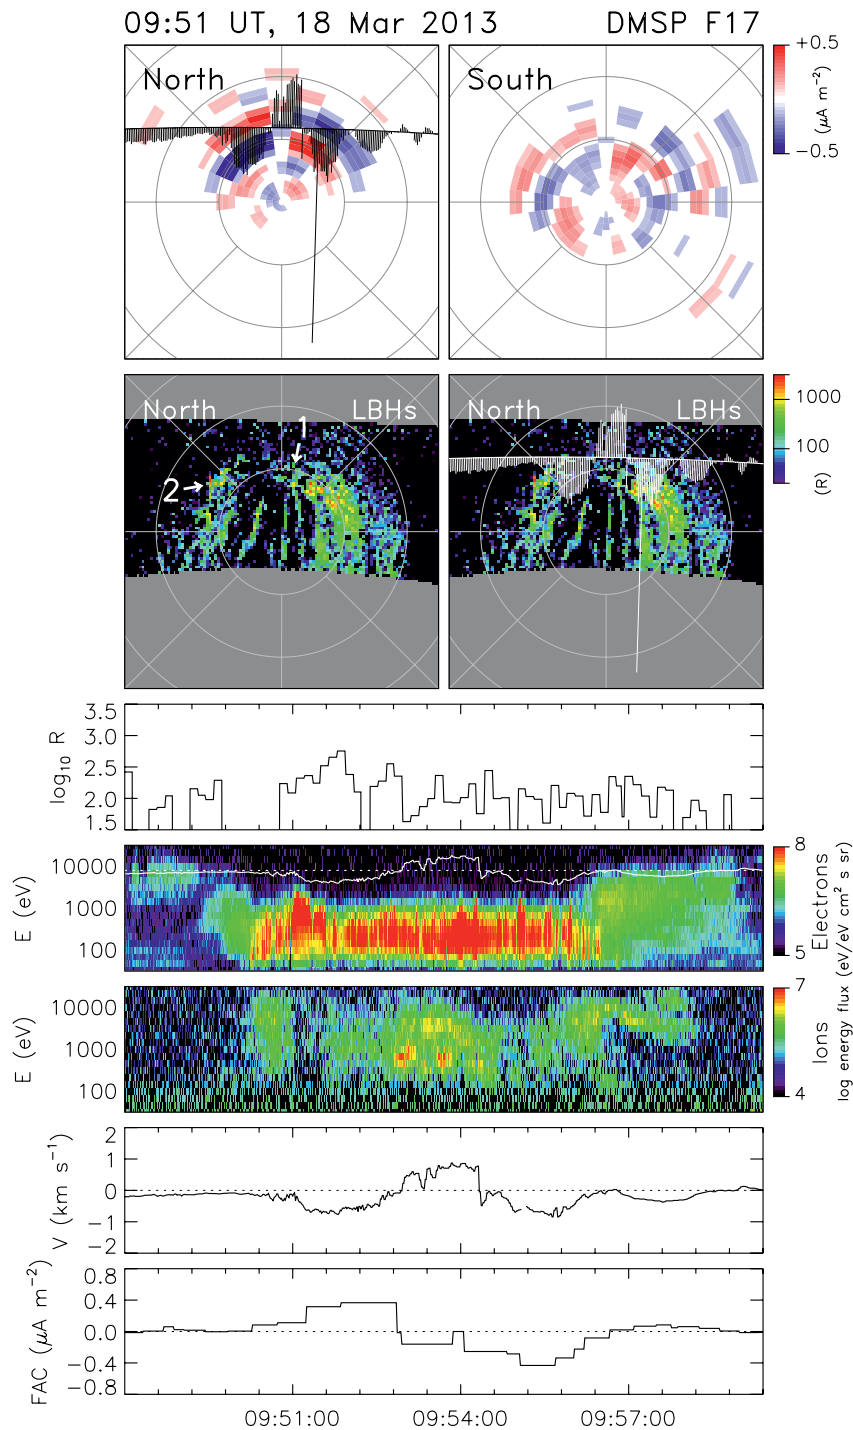 09:51 UT, 18 Mar 2013 DMSP F17
North
South
+0.5
(μA m⁻²)
−0.5
North LBHs
1
2
North LBHs
1000
100
(R)
log₁₀ R
3.5
3.0
2.5
2.0
1.5
E (eV)
10000
1000
100
8
5
Electrons
E (eV)
10000
1000
100
7
4
Ions
log energy flux (eV/eV cm² s sr)
V (km s⁻¹)
2
1
0
−1
−2
FAC (μA m⁻²)
0.8
0.4
0.0
−0.4
−0.8
09:51:00 09:54:00 09:57:00